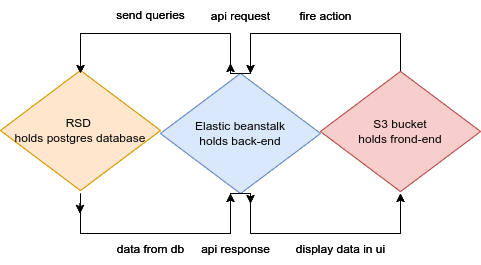 send queries
api request
fire action
RSD
holds postgres database
Elastic beanstalk
holds back-end
S3 bucket
holds frond-end
data from db
api response
display data in ui